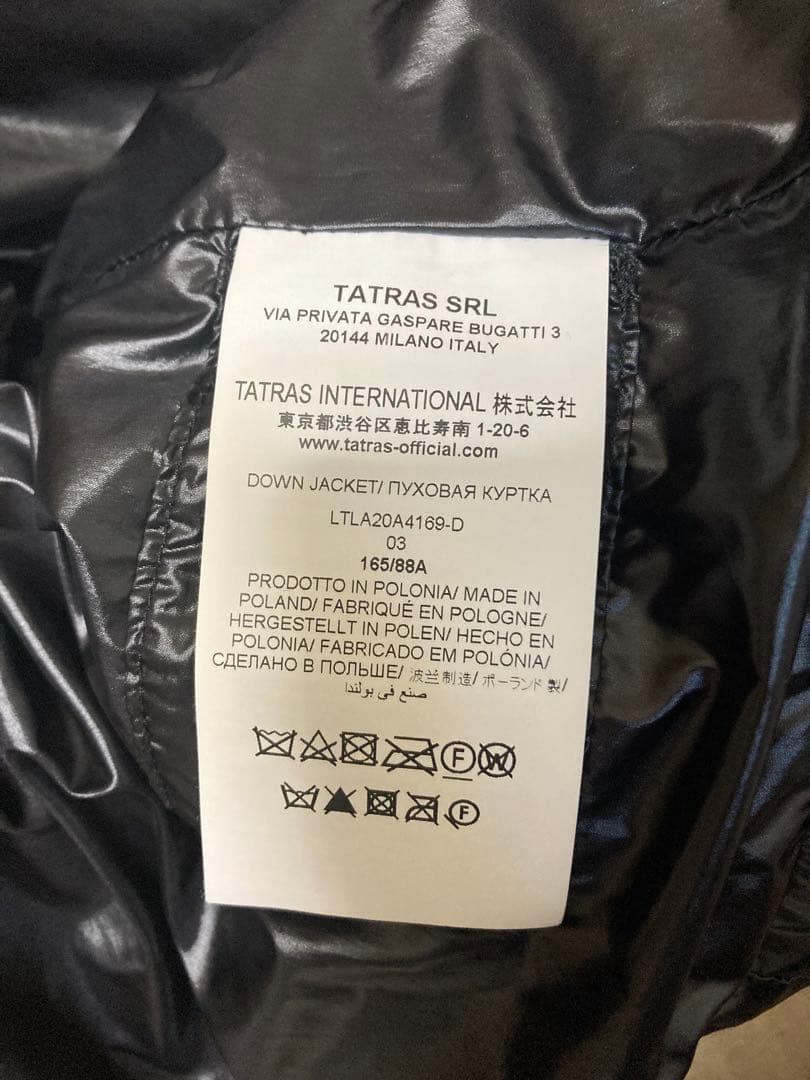 TATRAS SRL
VIA PRIVATA GASPARE BUGATTI 3
20144 MILANO ITALY
TATRAS INTERNATIONAL 株式会社
東京都渋谷区恵比寿南 1-20-6
www.tatras-official.com
DOWN JACKET/ ПУХОВАЯ КУРТКА
LTLA20A4169-D
03
165/88A
PRODOTTO IN POLONIA/ MADE IN
POLAND/ FABRIQUÉ EN POLOGNE/
HERGESTELLT IN POLEN/ HECHO EN
POLONIA/ FABRICADO EM POLÓNIA/
СДЕЛАНО В ПОЛЬШЕ/ 波兰制造/ ポーランド 製/
صنع في بولندا
F W
F